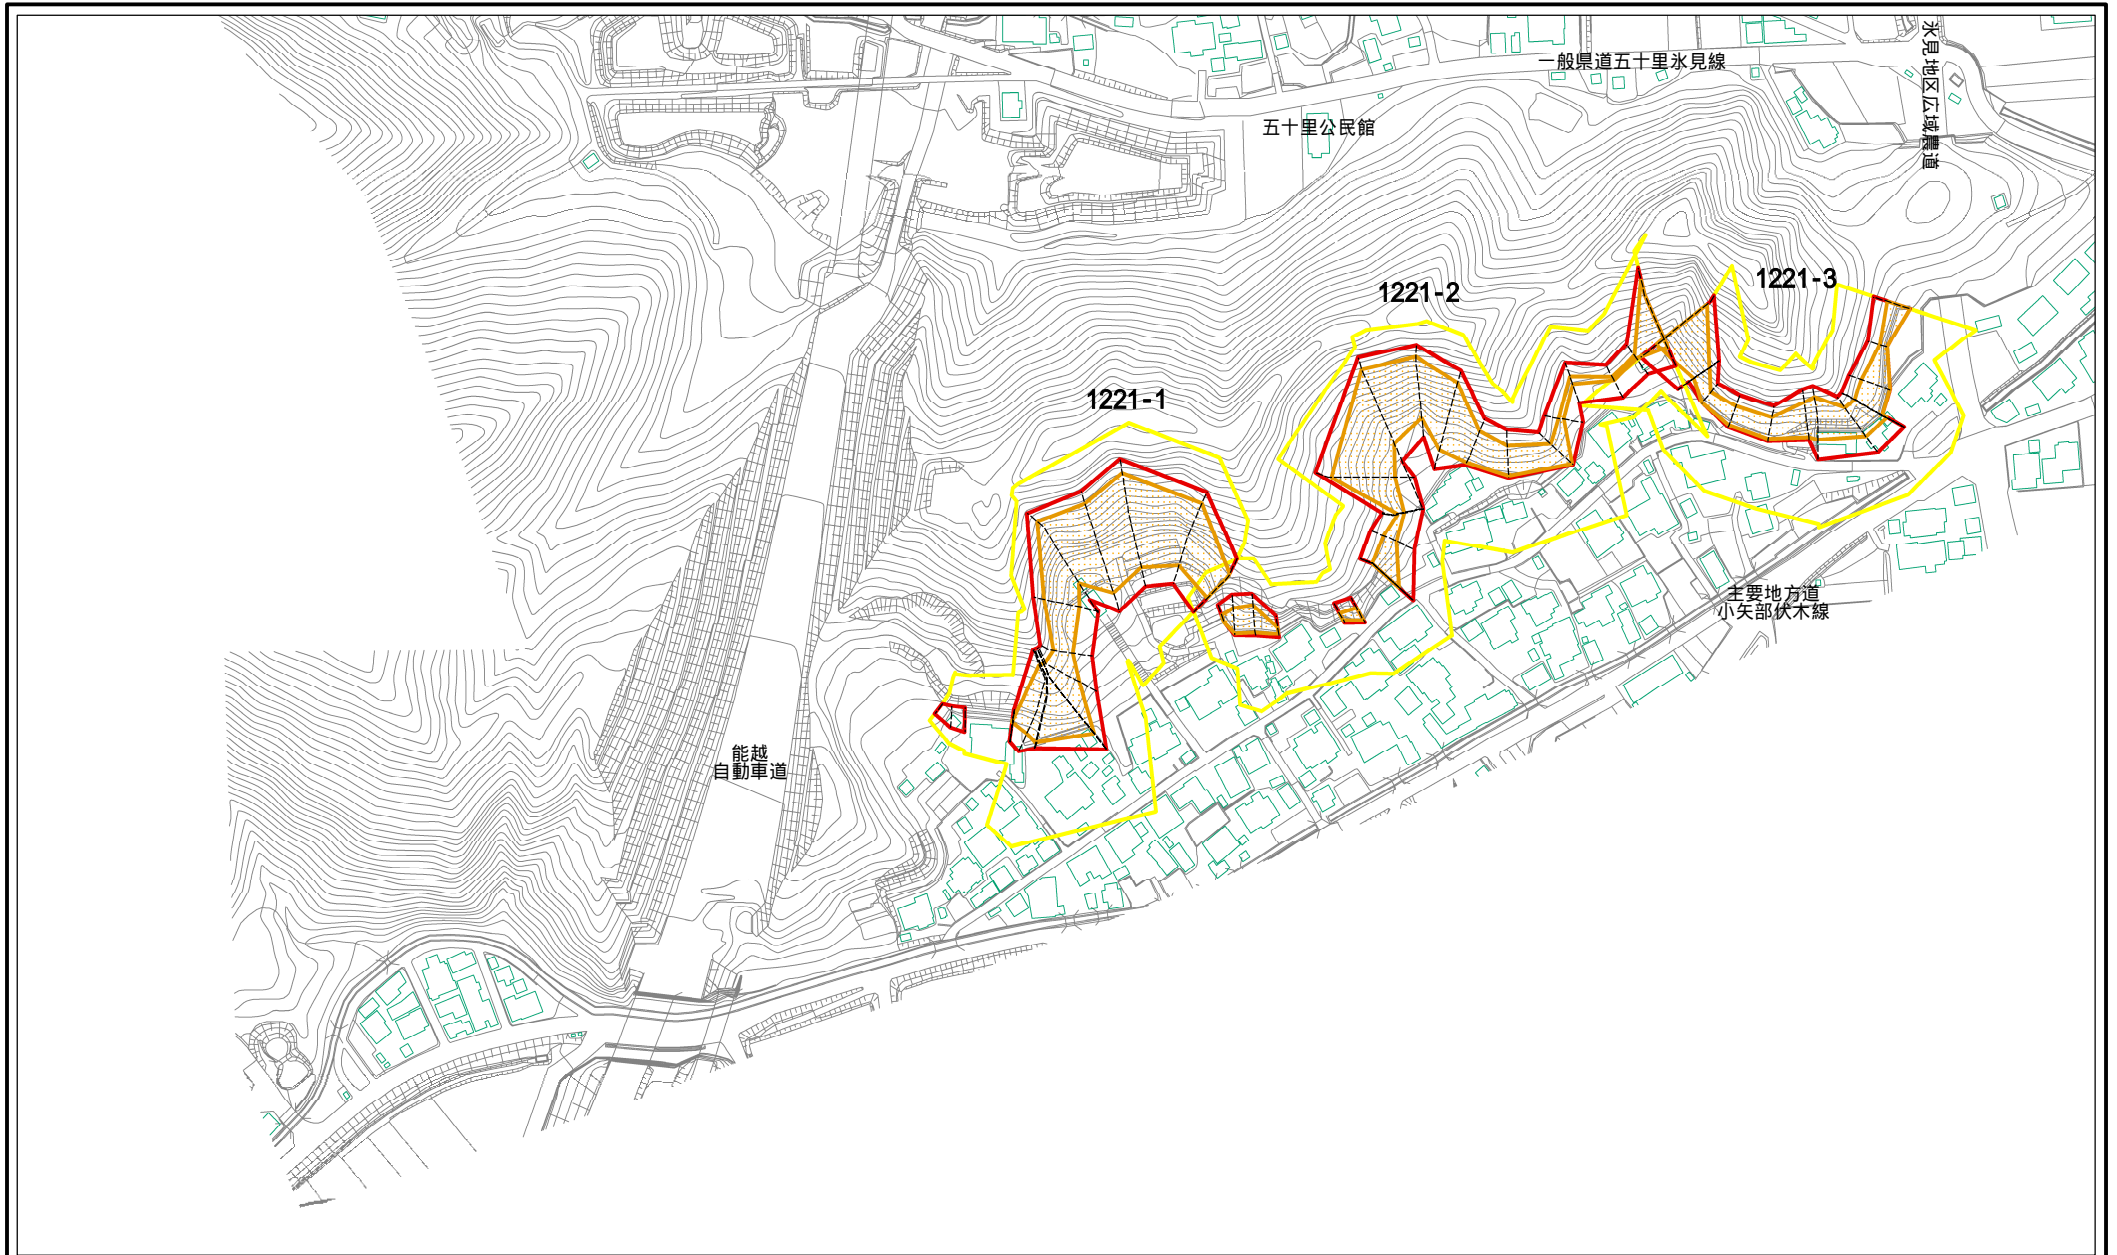 一般県道五十里氷見線
氷見地区広域農道
五十里公民館
1221-3
1221-2
1221-1
主要地方道
小矢部伏木線
能越
自動車道